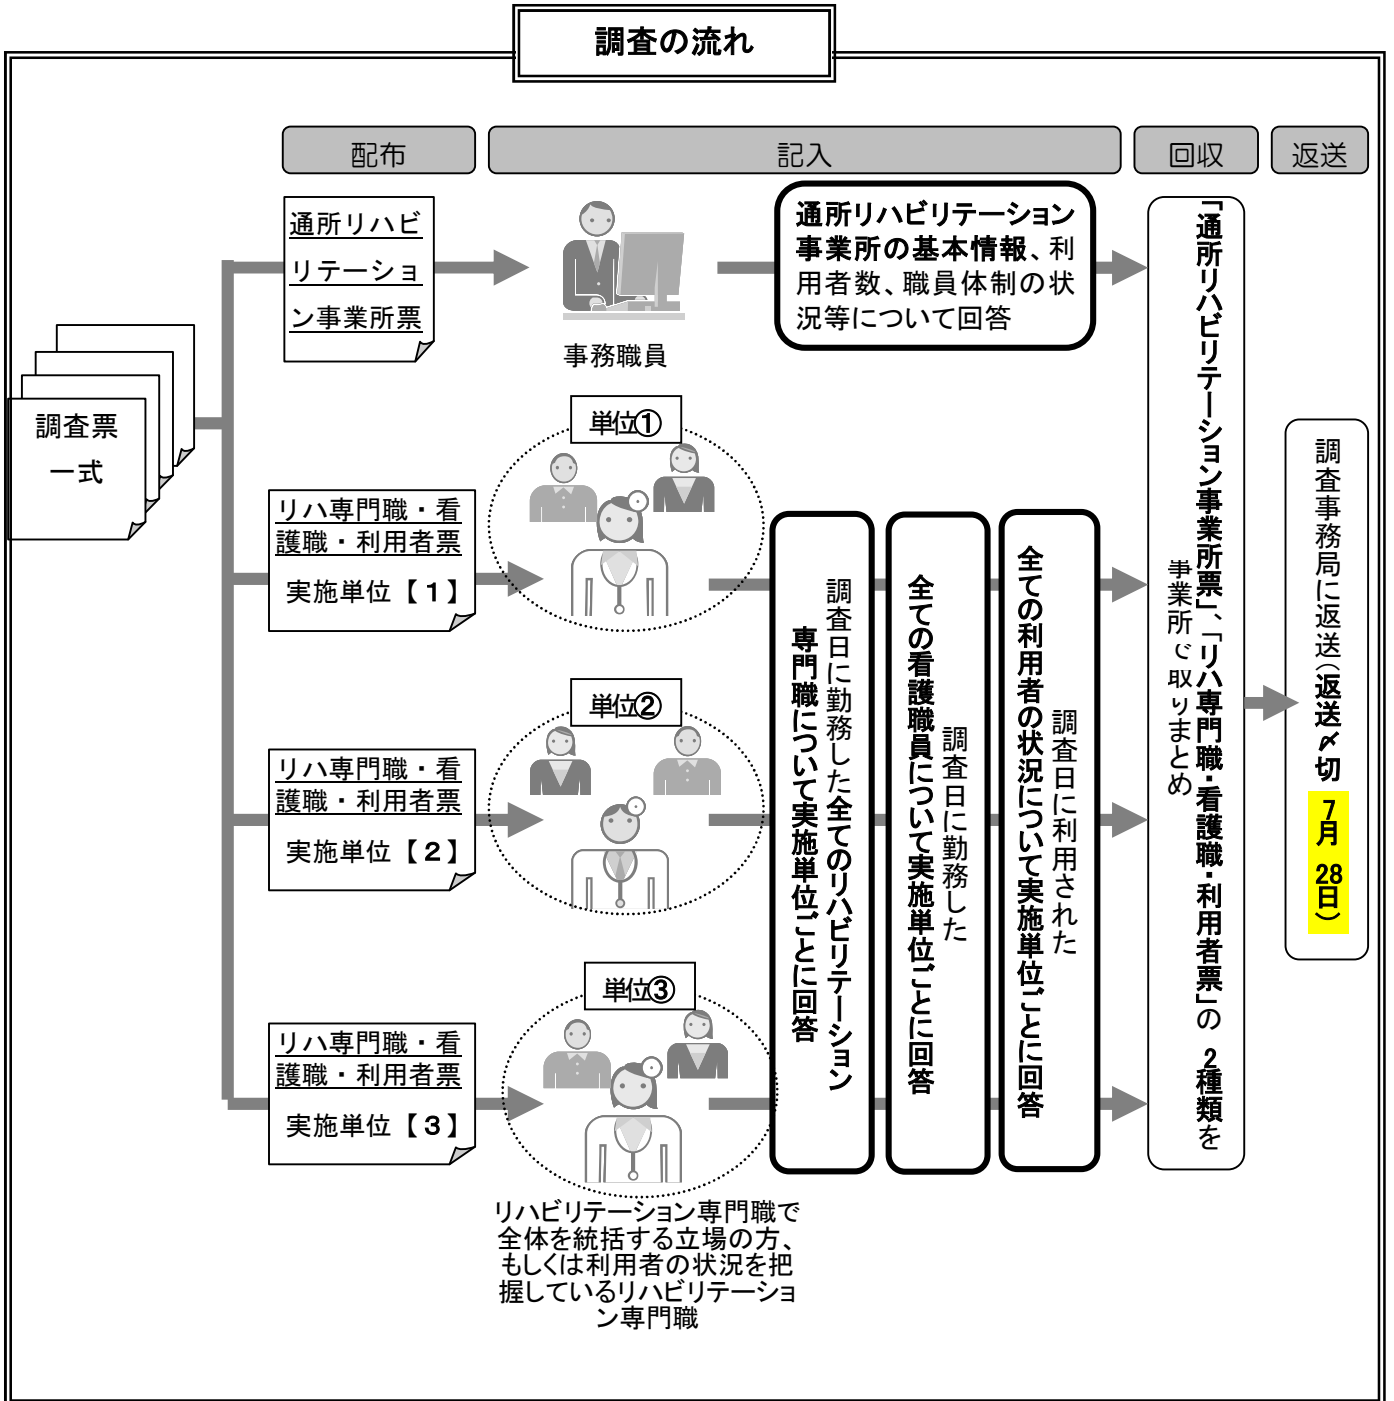 調査の流れ
配布
記入
回収
返送
調査票
一式
通所リハビ
リテーショ
ン事業所票
事務職員
通所リハビリテーション
事業所の基本情報、利
用者数、職員体制の状
況等について回答
リハ専門職・看
護職・利用者票
実施単位【1】
単位①
リハ専門職・看
護職・利用者票
実施単位【2】
単位②
リハ専門職・看
護職・利用者票
実施単位【3】
単位③
リハビリテーション専門職で
全体を統括する立場の方、
もしくは利用者の状況を把
握しているリハビリテーショ
ン専門職
調査日に勤務した全てのリハビリテーション
専門職について実施単位ごとに回答
調査日に勤務した
全ての看護職員について実施単位ごとに回答
調査日に利用された
全ての利用者の状況について実施単位ごとに回答
「通所リハビリテーション事業所票」、「リハ専門職・看護職・利用者票」の2種類を
事業所で取りまとめ
調査事務局に返送（返送〆切 7月 28日）